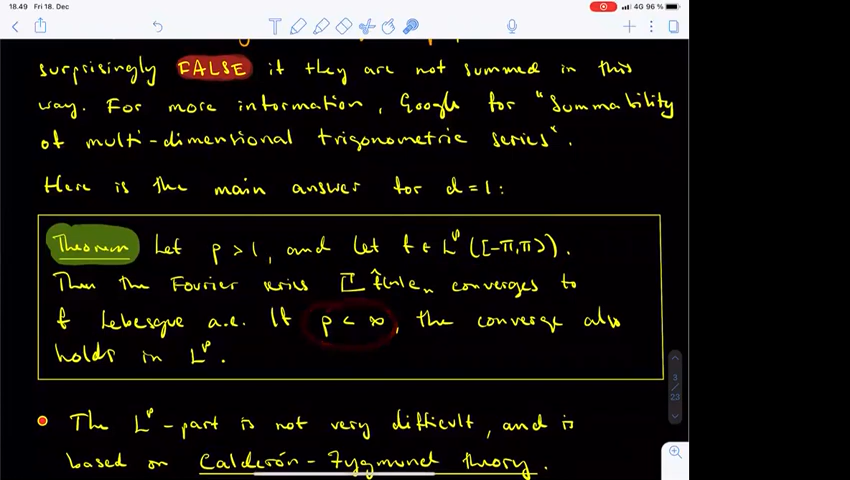 18.49 Fri 18. Dec
4G 96 %
surprisingly FALSE if they are not summed in this
way. For more information, Google for "Summability
of multi-dimensional trigonometric series".
Here is the main answer for d=1:
Theorem Let p > 1, and let f ∈ L^p([-π,π)).
Then the Fourier series Σ f̂(n)e_n converges to
f Lebesgue a.e. If p < ∞, the converge also
holds in L^p.
3
/
23
• The L^p-part is not very difficult, and is
based on Calderón-Zygmund theory.